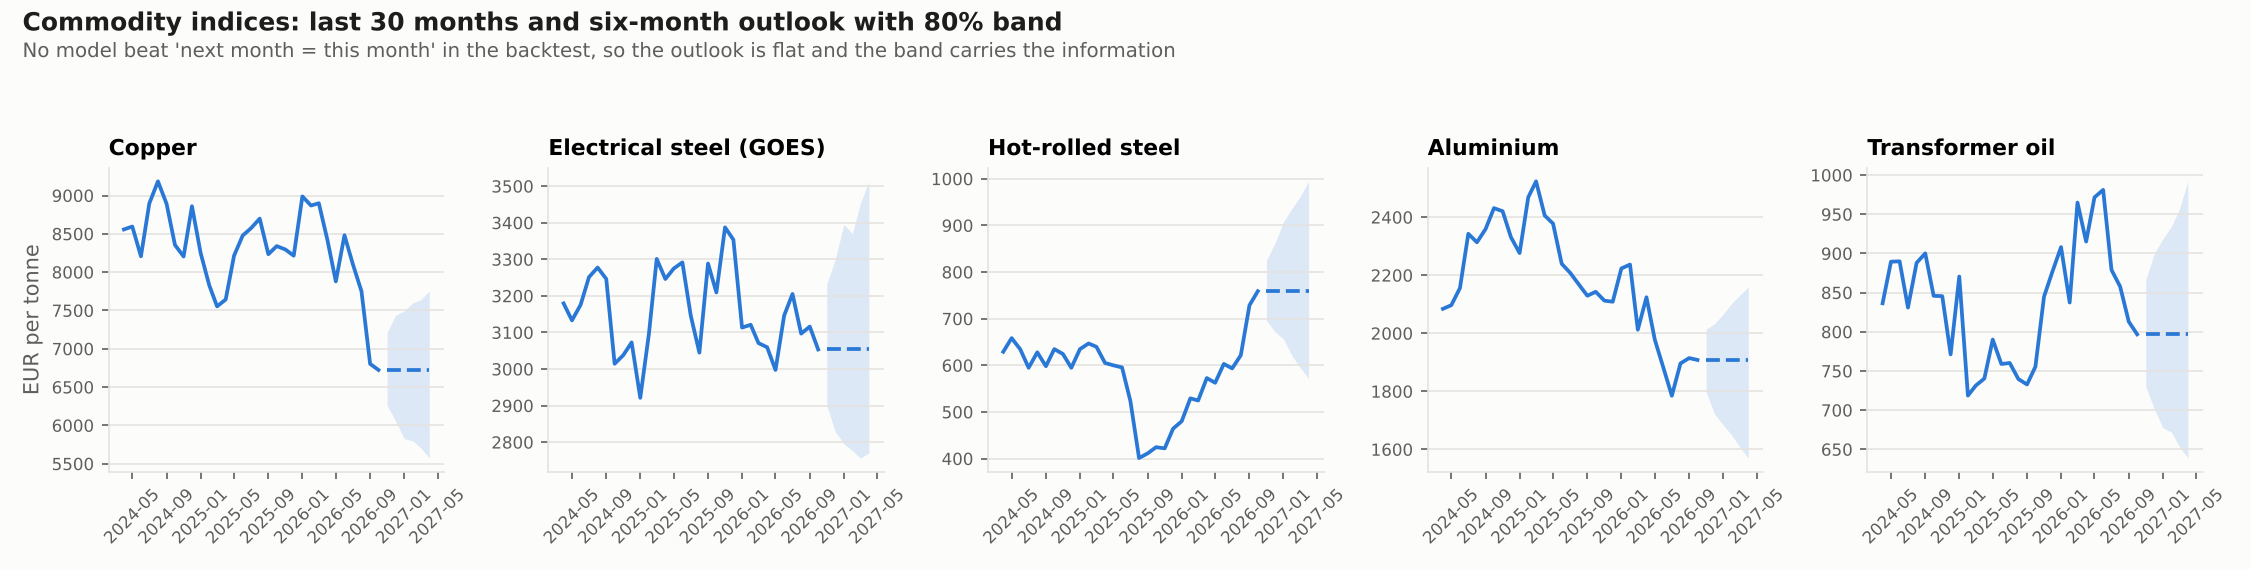 Commodity indices: last 30 months and six-month outlook with 80% band
No model beat 'next month = this month' in the backtest, so the outlook is flat and the band carries the information
Copper
EUR per tonne
9000
8500
8000
7500
7000
6500
6000
5500
2024-05 2024-09 2025-01 2025-05 2025-09 2026-01 2026-05 2026-09 2027-01 2027-05
Electrical steel (GOES)
3500
3400
3300
3200
3100
3000
2900
2800
2024-05 2024-09 2025-01 2025-05 2025-09 2026-01 2026-05 2026-09 2027-01 2027-05
Hot-rolled steel
1000
900
800
700
600
500
400
2024-05 2024-09 2025-01 2025-05 2025-09 2026-01 2026-05 2026-09 2027-01 2027-05
Aluminium
2400
2200
2000
1800
1600
2024-05 2024-09 2025-01 2025-05 2025-09 2026-01 2026-05 2026-09 2027-01 2027-05
Transformer oil
1000
950
900
850
800
750
700
650
2024-05 2024-09 2025-01 2025-05 2025-09 2026-01 2026-05 2026-09 2027-01 2027-05